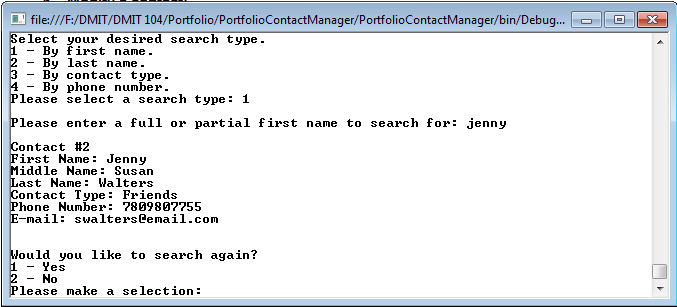 file:///F:/DMIT/DMIT 104/Portfolio/PortfolioContactManager/PortfolioContactManager/bin/Debug...
Select your desired search type.
1 - By first name.
2 - By last name.
3 - By contact type.
4 - By phone number.
Please select a search type: 1
Please enter a full or partial first name to search for: jenny
Contact #2
First Name: Jenny
Middle Name: Susan
Last Name: Walters
Contact Type: Friends
Phone Number: 7809807755
E-mail: swalters@email.com
Would you like to search again?
1 - Yes
2 - No
Please make a selection: